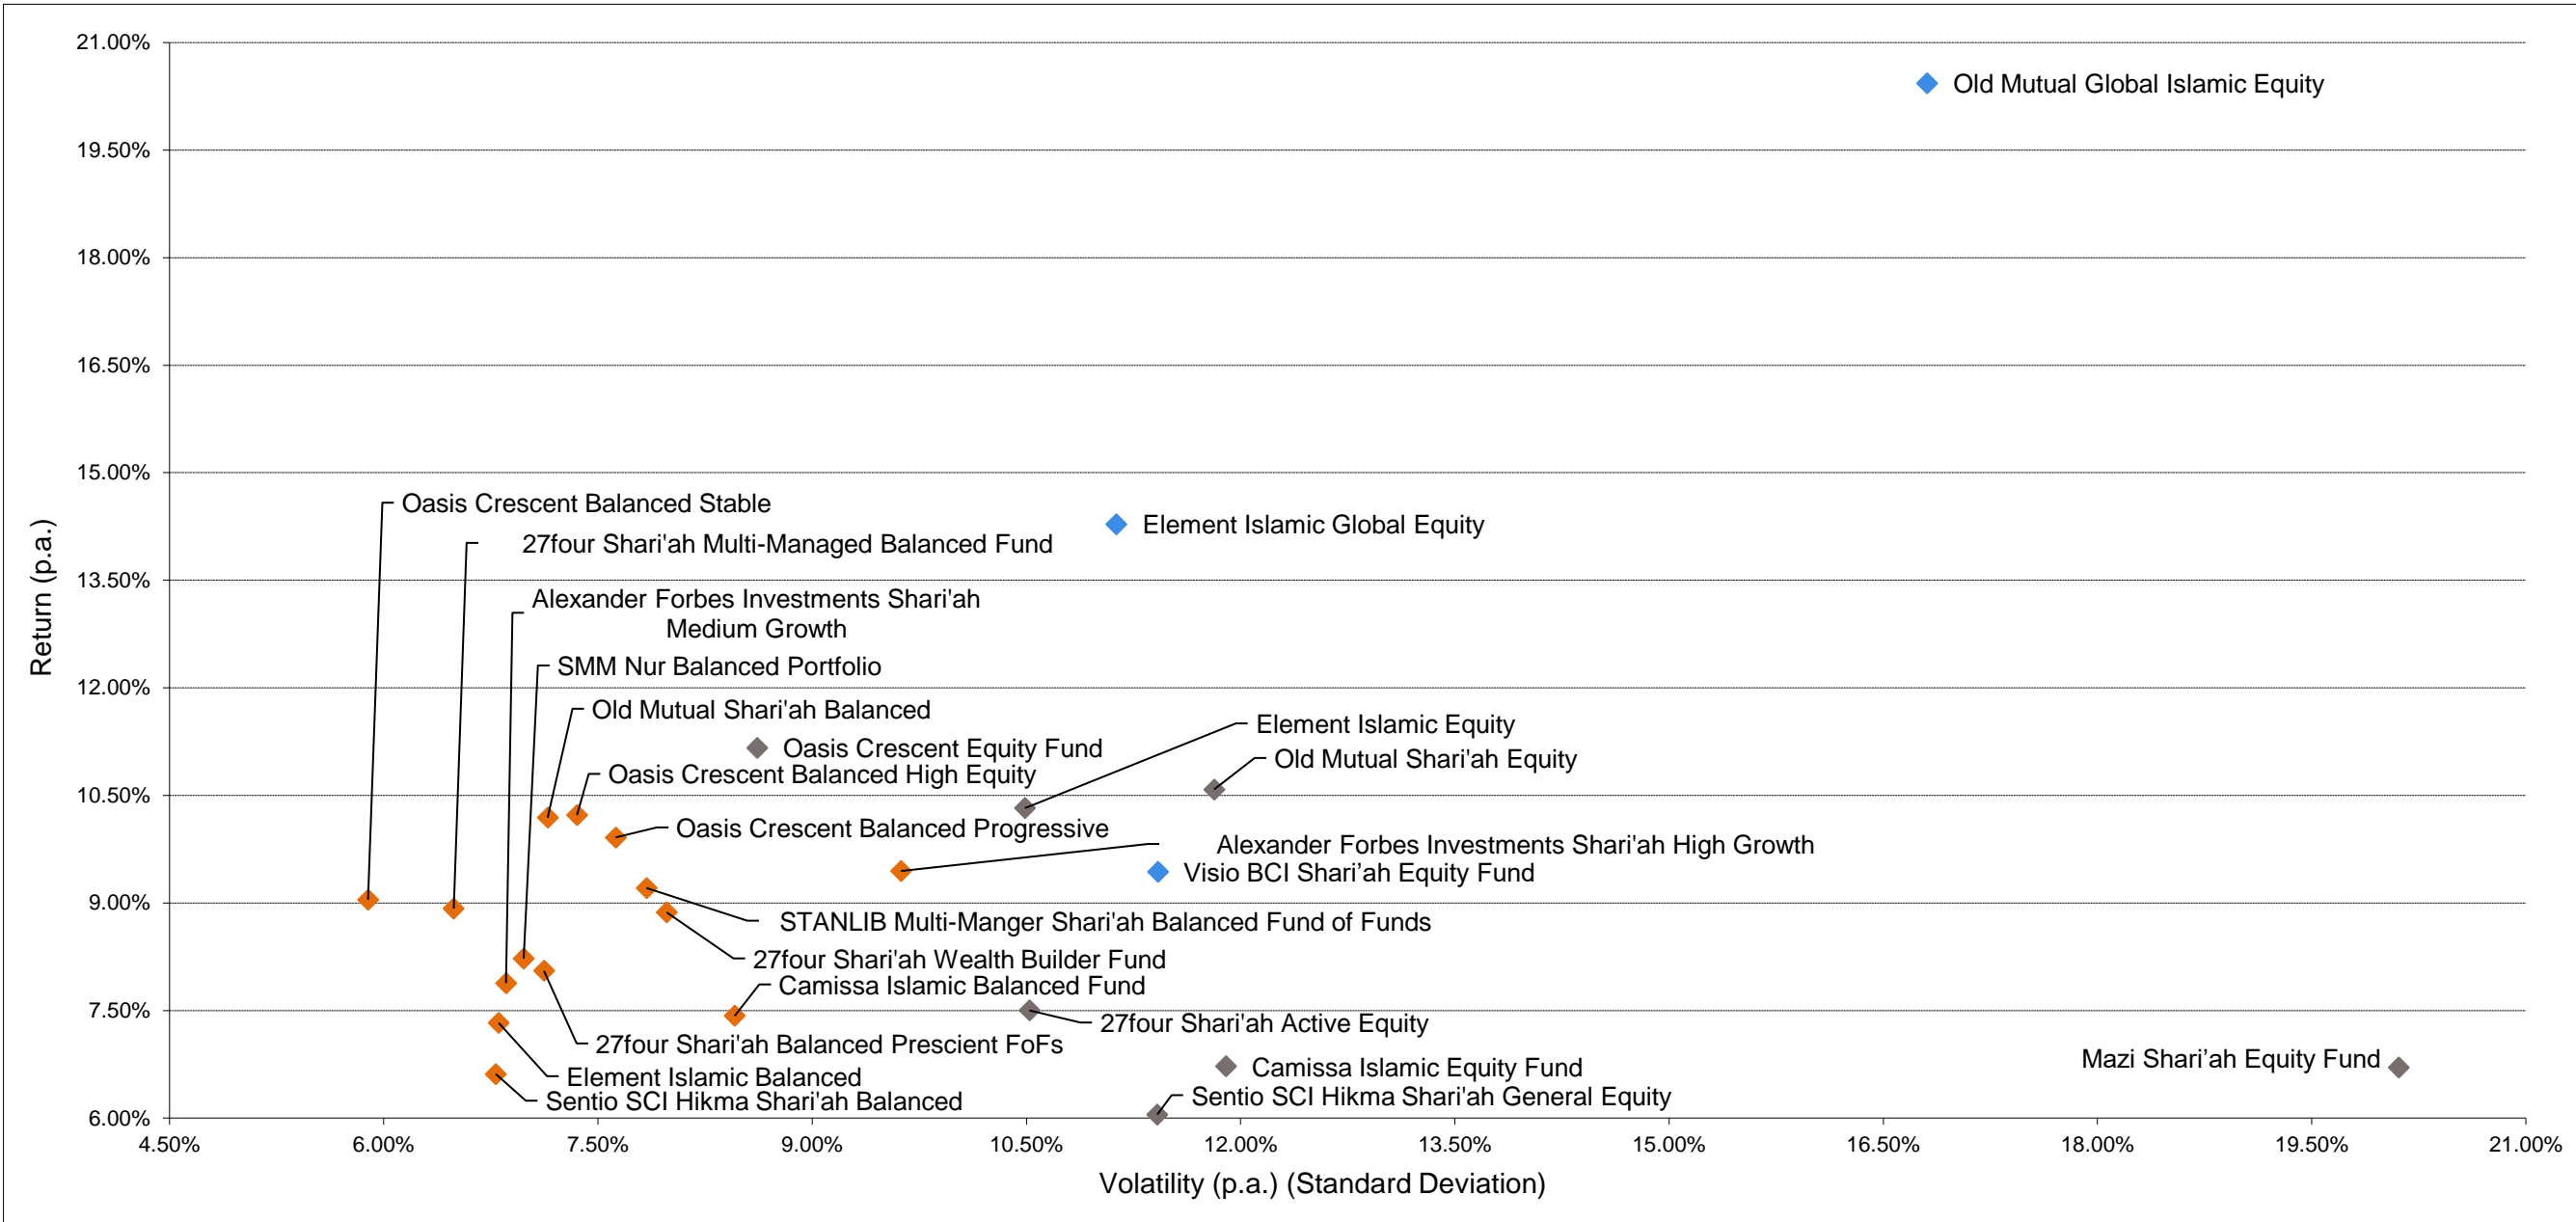 21.00%
Old Mutual Global Islamic Equity
19.50%
18.00%
16.50%
15.00%
Oasis Crescent Balanced Stable
Element Islamic Global Equity
27four Shari'ah Multi-Managed Balanced Fund
13.50%
Return (p.a.)
Alexander Forbes Investments Shari'ah
Medium Growth
SMM Nur Balanced Portfolio
12.00%
Old Mutual Shari'ah Balanced
Element Islamic Equity
Oasis Crescent Equity Fund
Old Mutual Shari'ah Equity
Oasis Crescent Balanced High Equity
10.50%
Oasis Crescent Balanced Progressive
Alexander Forbes Investments Shari'ah High Growth
Visio BCI Shari’ah Equity Fund
9.00%
STANLIB Multi-Manger Shari'ah Balanced Fund of Funds
27four Shari'ah Wealth Builder Fund
Camissa Islamic Balanced Fund
7.50%
27four Shari'ah Active Equity
27four Shari'ah Balanced Prescient FoFs
Mazi Shari’ah Equity Fund
Camissa Islamic Equity Fund
Element Islamic Balanced
Sentio SCI Hikma Shari'ah General Equity
Sentio SCI Hikma Shari'ah Balanced
6.00%
4.50% 6.00% 7.50% 9.00% 10.50% 12.00% 13.50% 15.00% 16.50% 18.00% 19.50% 21.00%
Volatility (p.a.) (Standard Deviation)